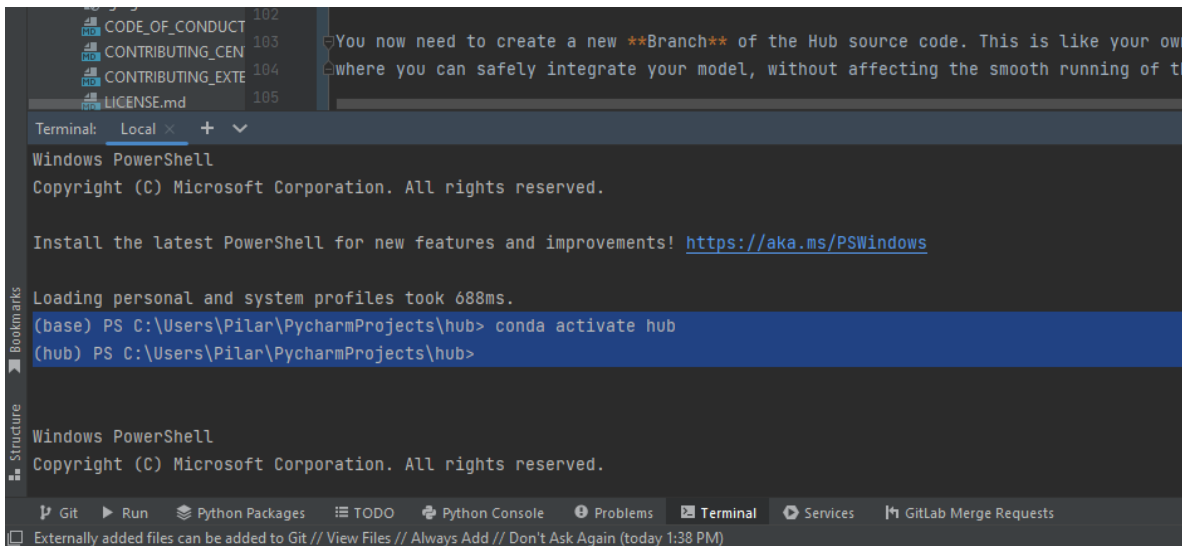 CODE_OF_CONDUCT
CONTRIBUTING_CEN
CONTRIBUTING_EXTE
LICENSE.md
102
103 You now need to create a new **Branch** of the Hub source code. This is like your own
104 where you can safely integrate your model, without affecting the smooth running of th
105
Terminal: Local × +
Windows PowerShell
Copyright (C) Microsoft Corporation. All rights reserved.
Install the latest PowerShell for new features and improvements! https://aka.ms/PSWindows
Loading personal and system profiles took 688ms.
(base) PS C:\Users\Pilar\PycharmProjects\hub> conda activate hub
(hub) PS C:\Users\Pilar\PycharmProjects\hub>
Windows PowerShell
Copyright (C) Microsoft Corporation. All rights reserved.
Bookmarks
Structure
Git Run Python Packages TODO Python Console Problems Terminal Services GitLab Merge Requests
Externally added files can be added to Git // View Files // Always Add // Don't Ask Again (today 1:38 PM)